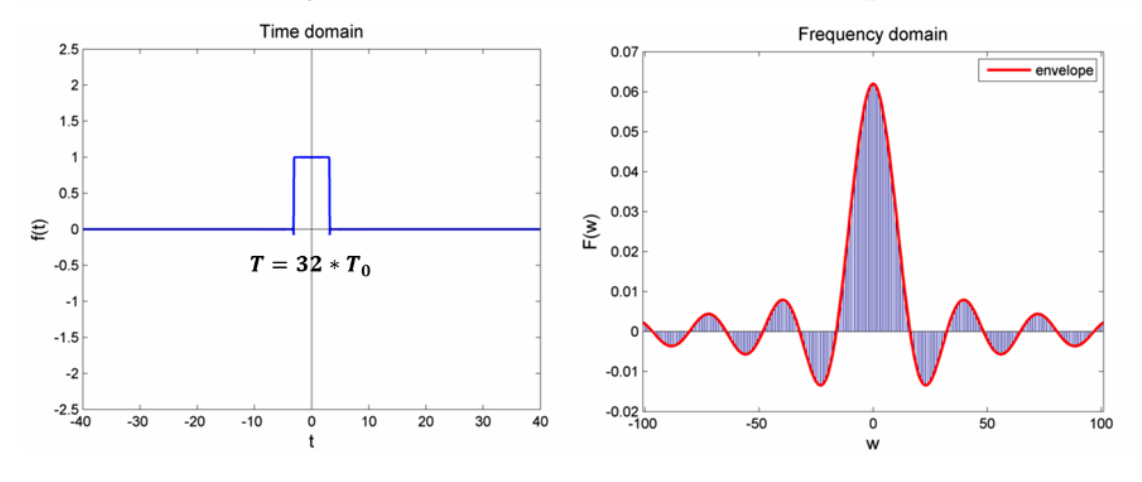 Time domain
2.5
2
1.5
1
0.5
0
-0.5
-1
-1.5
-2
-2.5
f(t)
T = 32 * T₀
-40 -30 -20 -10 0 10 20 30 40
t
Frequency domain
0.07
0.06
0.05
0.04
0.03
0.02
0.01
0
-0.01
-0.02
F(w)
envelope
-100 -50 0 50 100
w